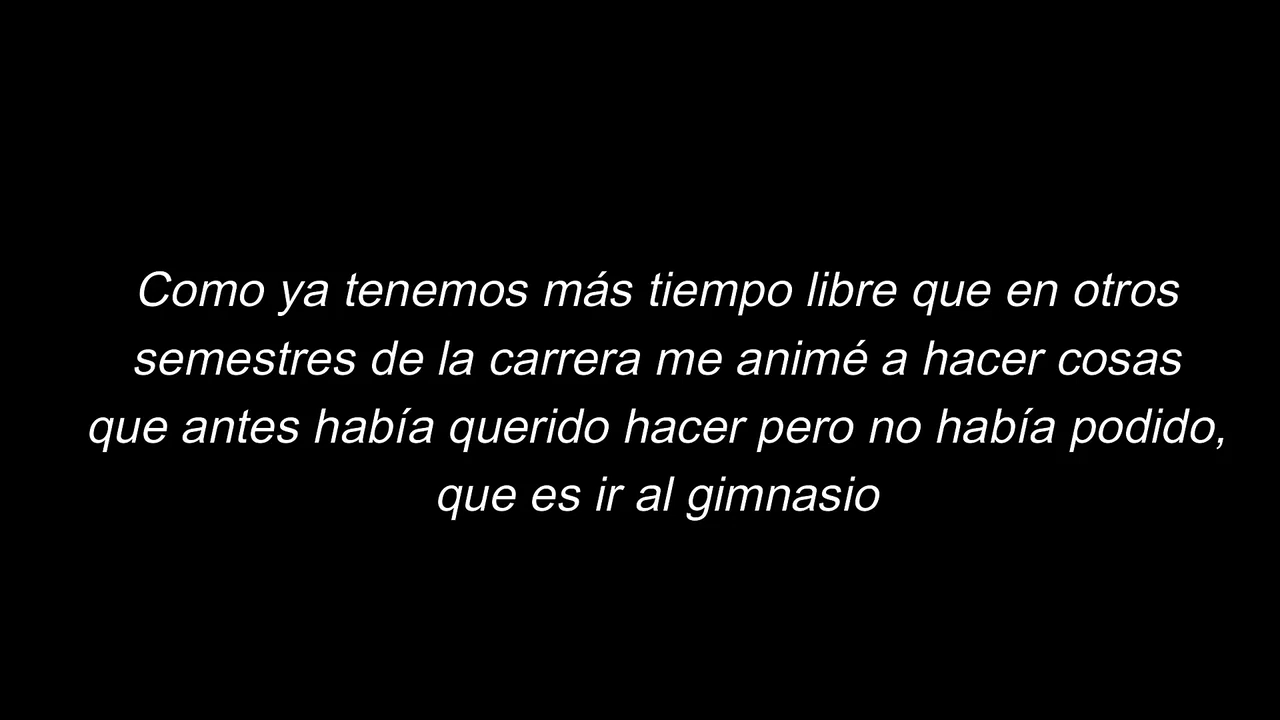 Como ya tenemos más tiempo libre que en otros
semestres de la carrera me animé a hacer cosas
que antes había querido hacer pero no había podido,
que es ir al gimnasio